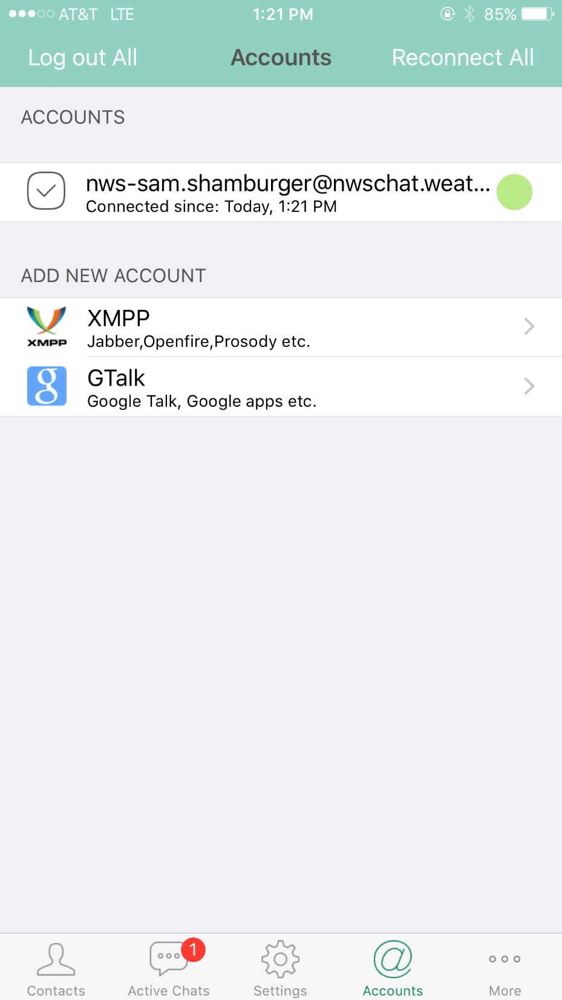 AT&T LTE 1:21 PM 85%
Log out All Accounts Reconnect All
ACCOUNTS
nws-sam.shamburger@nwschat.weat...
Connected since: Today, 1:21 PM
ADD NEW ACCOUNT
XMPP
XMPP
Jabber,Openfire,Prosody etc.
g
GTalk
Google Talk, Google apps etc.
1
Contacts Active Chats Settings Accounts More